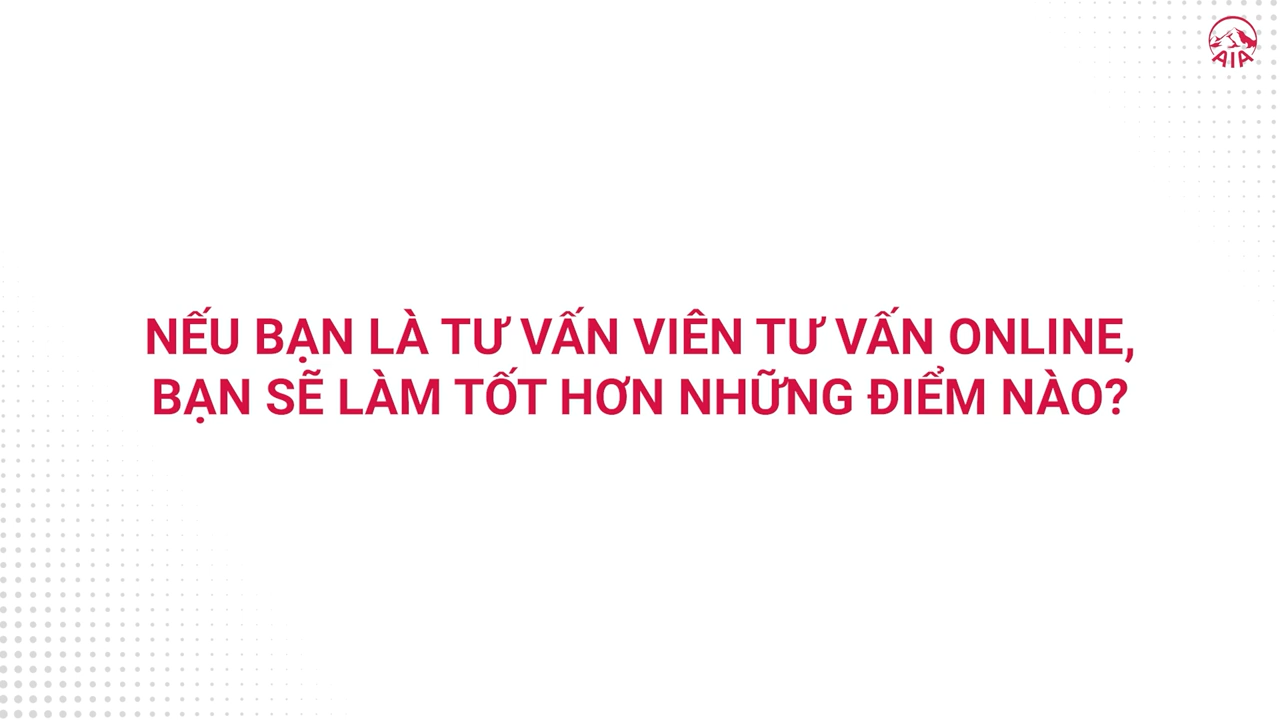 AIA
NẾU BẠN LÀ TƯ VẤN VIÊN TƯ VẤN ONLINE,
BẠN SẼ LÀM TỐT HƠN NHỮNG ĐIỂM NÀO?